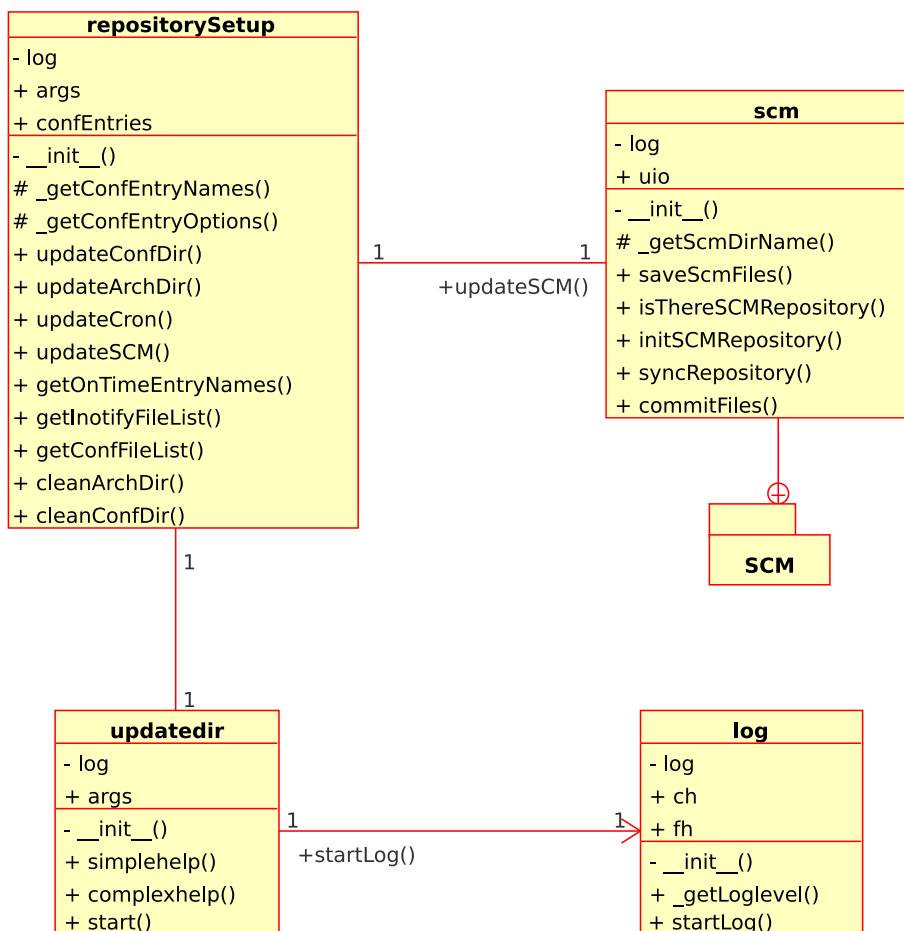 repositorySetup
- log
+ args
+ confEntries
- __init__()
# _getConfEntryNames()
# _getConfEntryOptions()
+ updateConfDir()
+ updateArchDir()
+ updateCron()
+ updateSCM()
+ getOnTimeEntryNames()
+ getInotifyFileList()
+ getConfFileList()
+ cleanArchDir()
+ cleanConfDir()
1
1
+updateSCM()
scm
- log
+ uio
- __init__()
# _getScmDirName()
+ saveScmFiles()
+ isThereSCMRepository()
+ initSCMRepository()
+ syncRepository()
+ commitFiles()
SCM
1
1
updatedir
- log
+ args
- __init__()
+ simplehelp()
+ complexhelp()
+ start()
1
1
+startLog()
log
- log
+ ch
+ fh
- __init__()
+ _getLoglevel()
+ startLog()